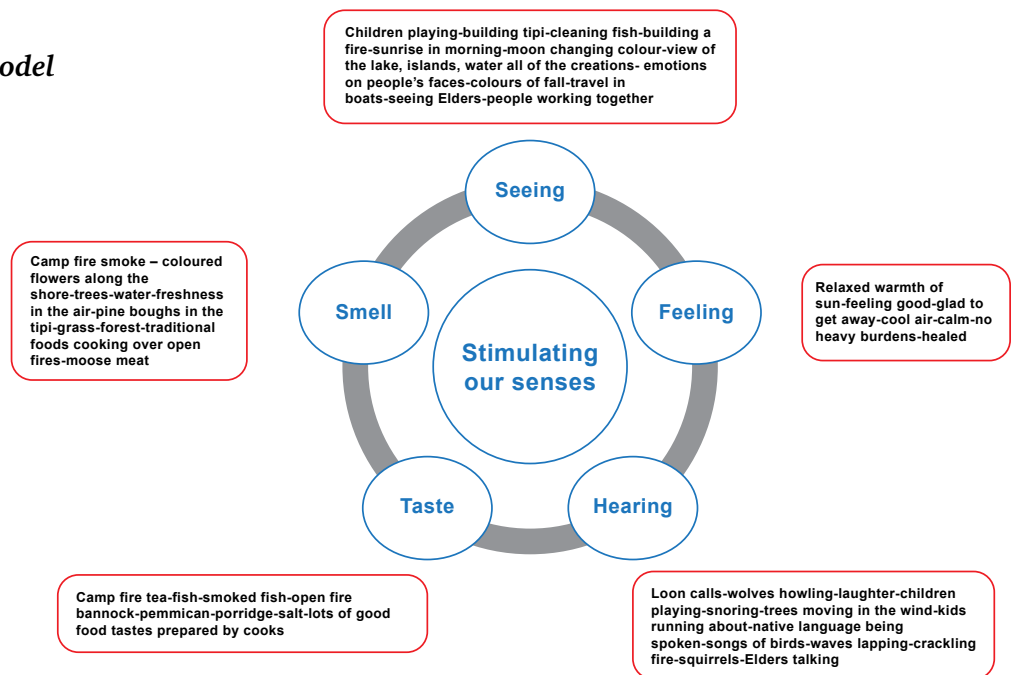 odel
Children playing-building tipi-cleaning fish-building a
fire-sunrise in morning-moon changing colour-view of
the lake, islands, water all of the creations- emotions
on people's faces-colours of fall-travel in
boats-seeing Elders-people working together
Seeing
Camp fire smoke – coloured
flowers along the
shore-trees-water-freshness
in the air-pine boughs in the
tipi-grass-forest-traditional
foods cooking over open
fires-moose meat
Smell
Feeling
Relaxed warmth of
sun-feeling good-glad to
get away-cool air-calm-no
heavy burdens-healed
Stimulating
our senses
Taste
Hearing
Camp fire tea-fish-smoked fish-open fire
bannock-pemmican-porridge-salt-lots of good
food tastes prepared by cooks
Loon calls-wolves howling-laughter-children
playing-snoring-trees moving in the wind-kids
running about-native language being
spoken-songs of birds-waves lapping-crackling
fire-squirrels-Elders talking